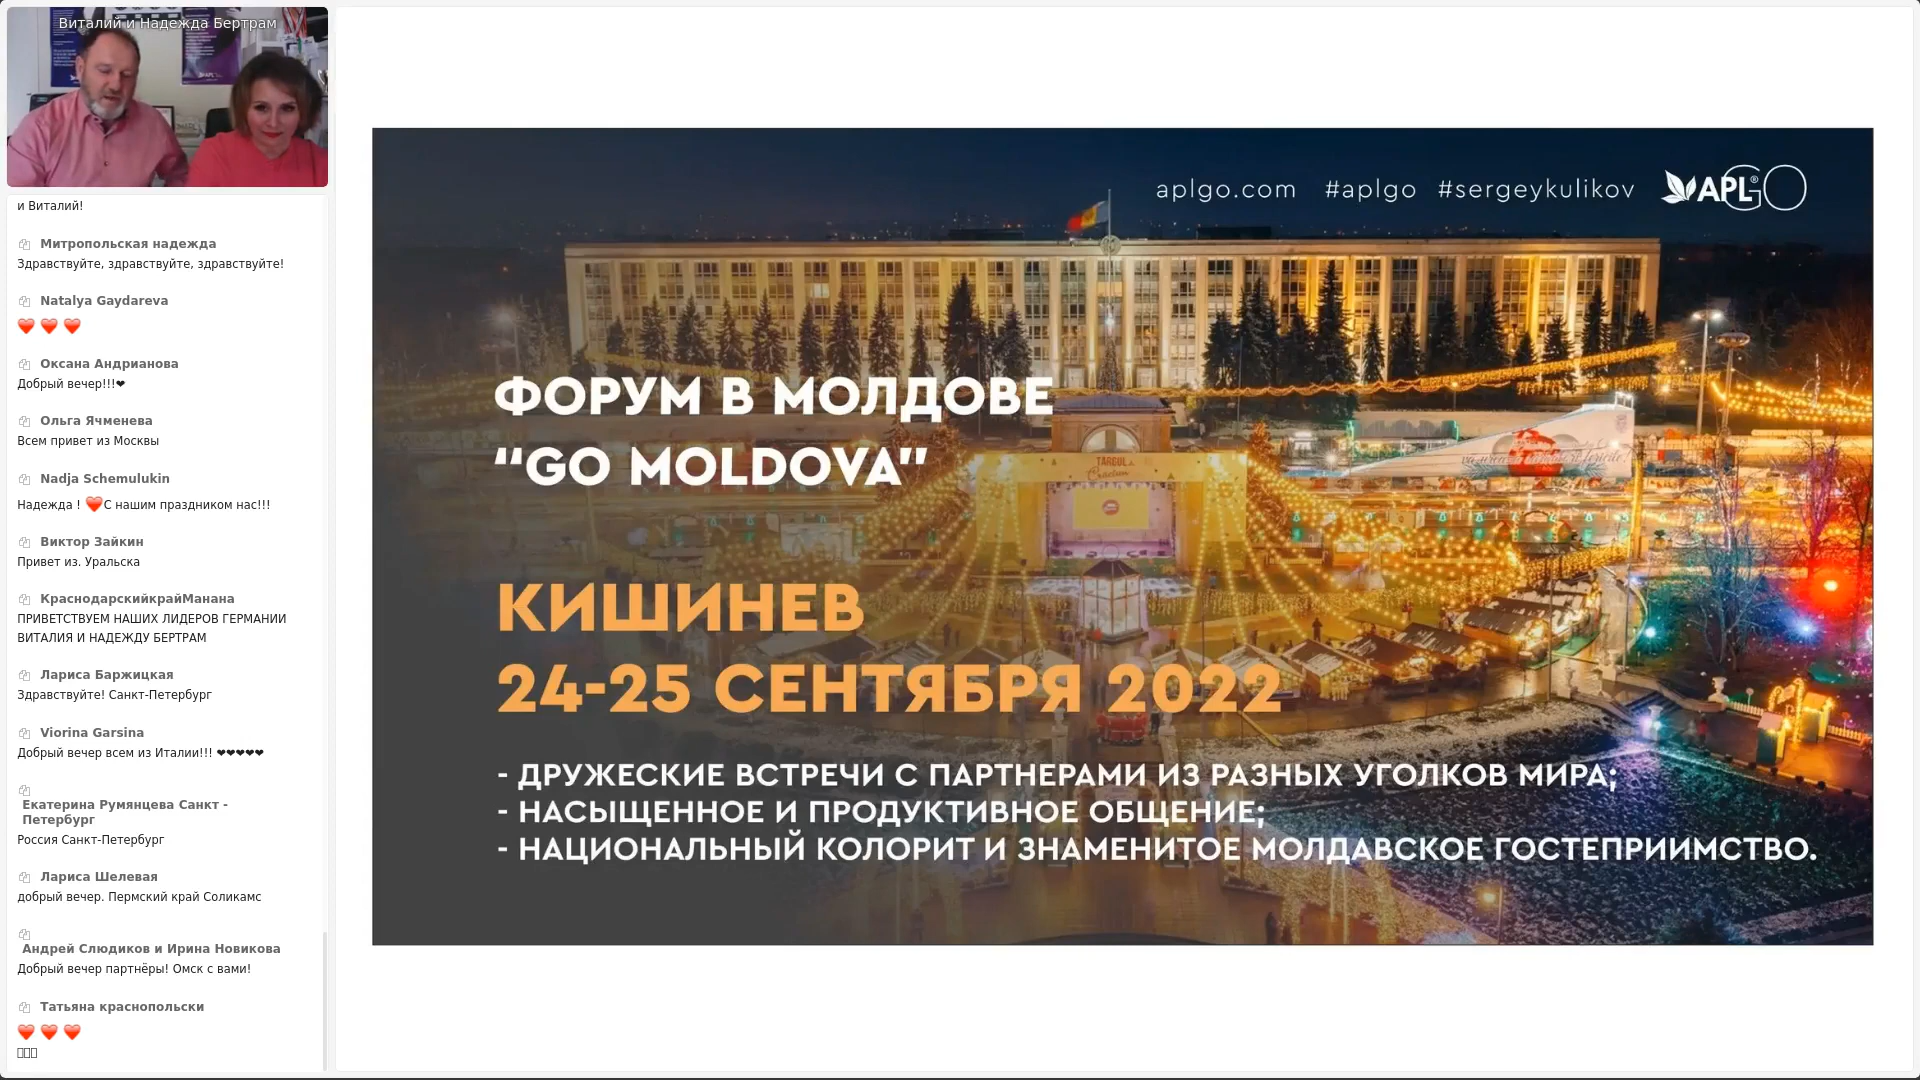 Виталий и Надежда Бертрам
и Виталий!
Митропольская надежда
Здравствуйте, здравствуйте, здравствуйте!
Natalya Gaydareva
❤️ ❤️ ❤️
Оксана Андрианова
Добрый вечер!!!❤
Ольга Ячменева
Всем привет из Москвы
Nadja Schemulukin
Надежда ! ❤️С нашим праздником нас!!!
Виктор Зайкин
Привет из. Уральска
КраснодарскийкрайМанана
ПРИВЕТСТВУЕМ НАШИХ ЛИДЕРОВ ГЕРМАНИИ
ВИТАЛИЯ И НАДЕЖДУ БЕРТРАМ
Лариса Баржицкая
Здравствуйте! Санкт-Петербург
Viorina Garsina
Добрый вечер всем из Италии!!! ❤❤❤❤❤
Екатерина Румянцева Санкт -
Петербург
Россия Санкт-Петербург
Лариса Шелевая
добрый вечер. Пермский край Соликамс
Андрей Слюдиков и Ирина Новикова
Добрый вечер партнёры! Омск с вами!
Татьяна краснопольски
❤️ ❤️ ❤️
aplgo.com #aplgo #sergeykulikov APL GO
ФОРУМ В МОЛДОВЕ
“GO MOLDOVA”
TARGUL
КИШИНЕВ
24-25 СЕНТЯБРЯ 2022
- ДРУЖЕСКИЕ ВСТРЕЧИ С ПАРТНЕРАМИ ИЗ РАЗНЫХ УГОЛКОВ МИРА;
- НАСЫЩЕННОЕ И ПРОДУКТИВНОЕ ОБЩЕНИЕ;
- НАЦИОНАЛЬНЫЙ КОЛОРИТ И ЗНАМЕНИТОЕ МОЛДАВСКОЕ ГОСТЕПРИИМСТВО.